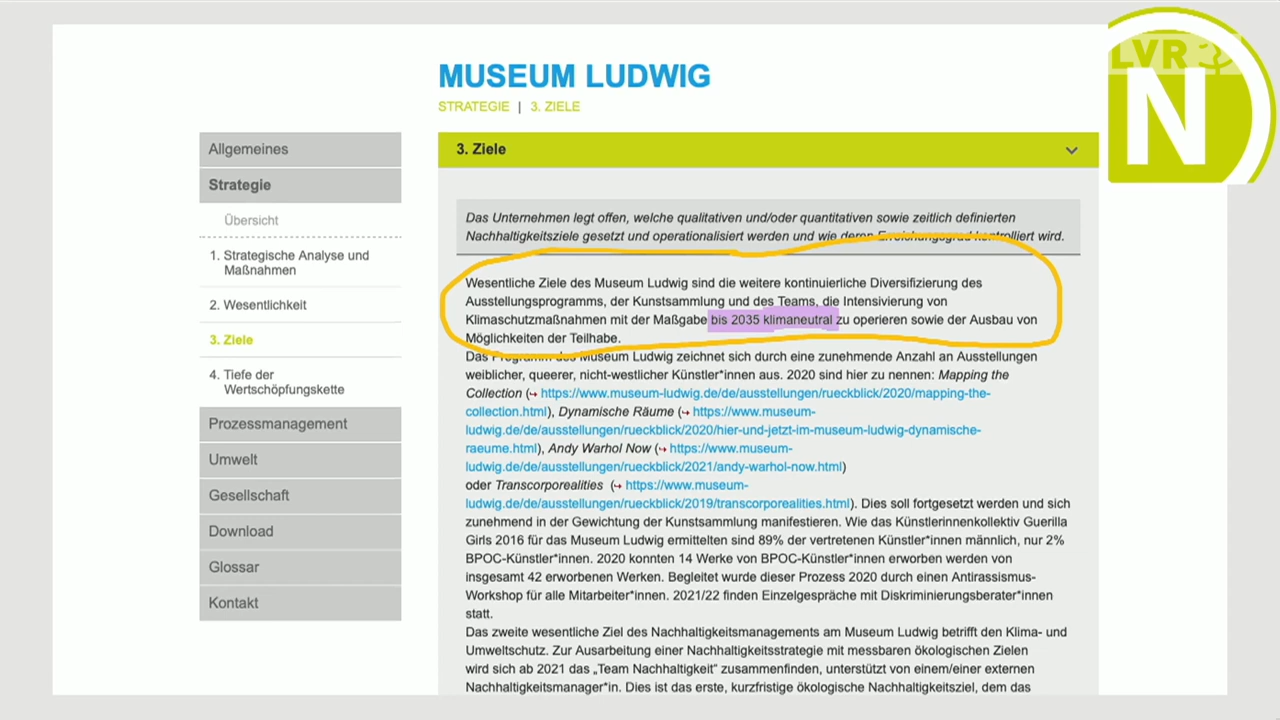 LVR
N
MUSEUM LUDWIG
STRATEGIE | 3. ZIELE
Allgemeines
Strategie
Übersicht
1. Strategische Analyse und
Maßnahmen
2. Wesentlichkeit
3. Ziele
4. Tiefe der
Wertschöpfungskette
Prozessmanagement
Umwelt
Gesellschaft
Download
Glossar
Kontakt
3. Ziele
Das Unternehmen legt offen, welche qualitativen und/oder quantitativen sowie zeitlich definierten
Nachhaltigkeitsziele gesetzt und operationalisiert werden und wie deren Erreichungsgrad kontrolliert wird.
Wesentliche Ziele des Museum Ludwig sind die weitere kontinuierliche Diversifizierung des
Ausstellungsprogramms, der Kunstsammlung und des Teams, die Intensivierung von
Klimaschutzmaßnahmen mit der Maßgabe bis 2035 klimaneutral zu operieren sowie der Ausbau von
Möglichkeiten der Teilhabe.
Das Programm des Museum Ludwig zeichnet sich durch eine zunehmende Anzahl an Ausstellungen
weiblicher, queerer, nicht-westlicher Künstler*innen aus. 2020 sind hier zu nennen: Mapping the
Collection (↪ https://www.museum-ludwig.de/de/ausstellungen/rueckblick/2020/mapping-the-
collection.html), Dynamische Räume (↪ https://www.museum-
ludwig.de/de/ausstellungen/rueckblick/2020/hier-und-jetzt-im-museum-ludwig-dynamische-
raeume.html), Andy Warhol Now (↪ https://www.museum-
ludwig.de/de/ausstellungen/rueckblick/2021/andy-warhol-now.html)
oder Transcorporealities (↪ https://www.museum-
ludwig.de/de/ausstellungen/rueckblick/2019/transcorporealities.html). Dies soll fortgesetzt werden und sich
zunehmend in der Gewichtung der Kunstsammlung manifestieren. Wie das Künstlerinnenkollektiv Guerilla
Girls 2016 für das Museum Ludwig ermittelten sind 89% der vertretenen Künstler*innen männlich, nur 2%
BPOC-Künstler*innen. 2020 konnten 14 Werke von BPOC-Künstler*innen erworben werden von
insgesamt 42 erworbenen Werken. Begleitet wurde dieser Prozess 2020 durch einen Antirassismus-
Workshop für alle Mitarbeiter*innen. 2021/22 finden Einzelgespräche mit Diskriminierungsberater*innen
statt.
Das zweite wesentliche Ziel des Nachhaltigkeitsmanagements am Museum Ludwig betrifft den Klima- und
Umweltschutz. Zur Ausarbeitung einer Nachhaltigkeitsstrategie mit messbaren ökologischen Zielen
wird sich ab 2021 das „Team Nachhaltigkeit“ zusammenfinden, unterstützt von einem/einer externen
Nachhaltigkeitsmanager*in. Dies ist das erste, kurzfristige ökologische Nachhaltigkeitsziel, dem das